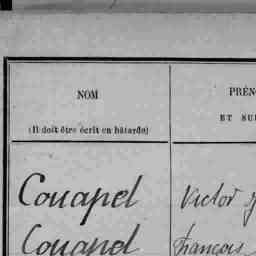 NOM PRÉN
ET SU
(Il doit être écrit en bâtarde)
Couapel Victor
Couapel François